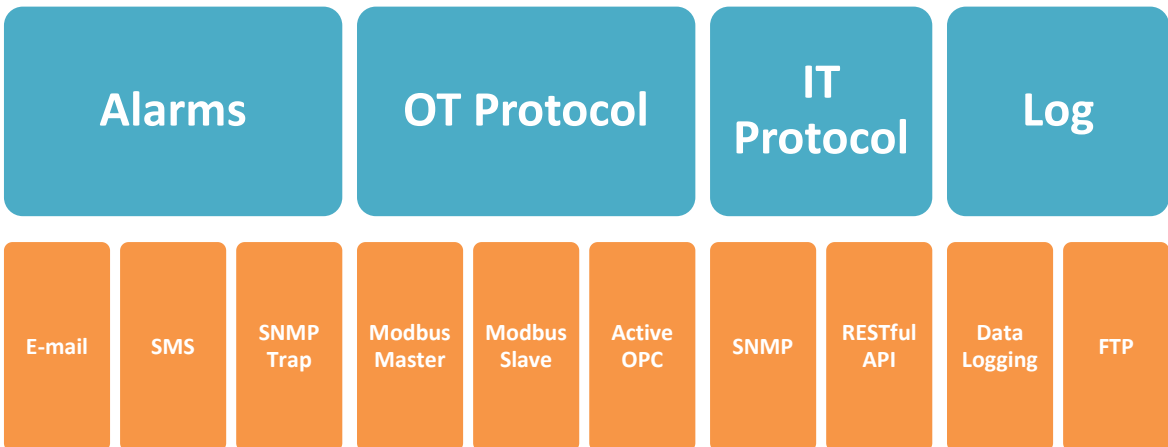 Alarms
OT Protocol
IT
Protocol
Log
E-mail
SMS
SNMP
Trap
Modbus
Master
Modbus
Slave
Active
OPC
SNMP
RESTful
API
Data
Logging
FTP